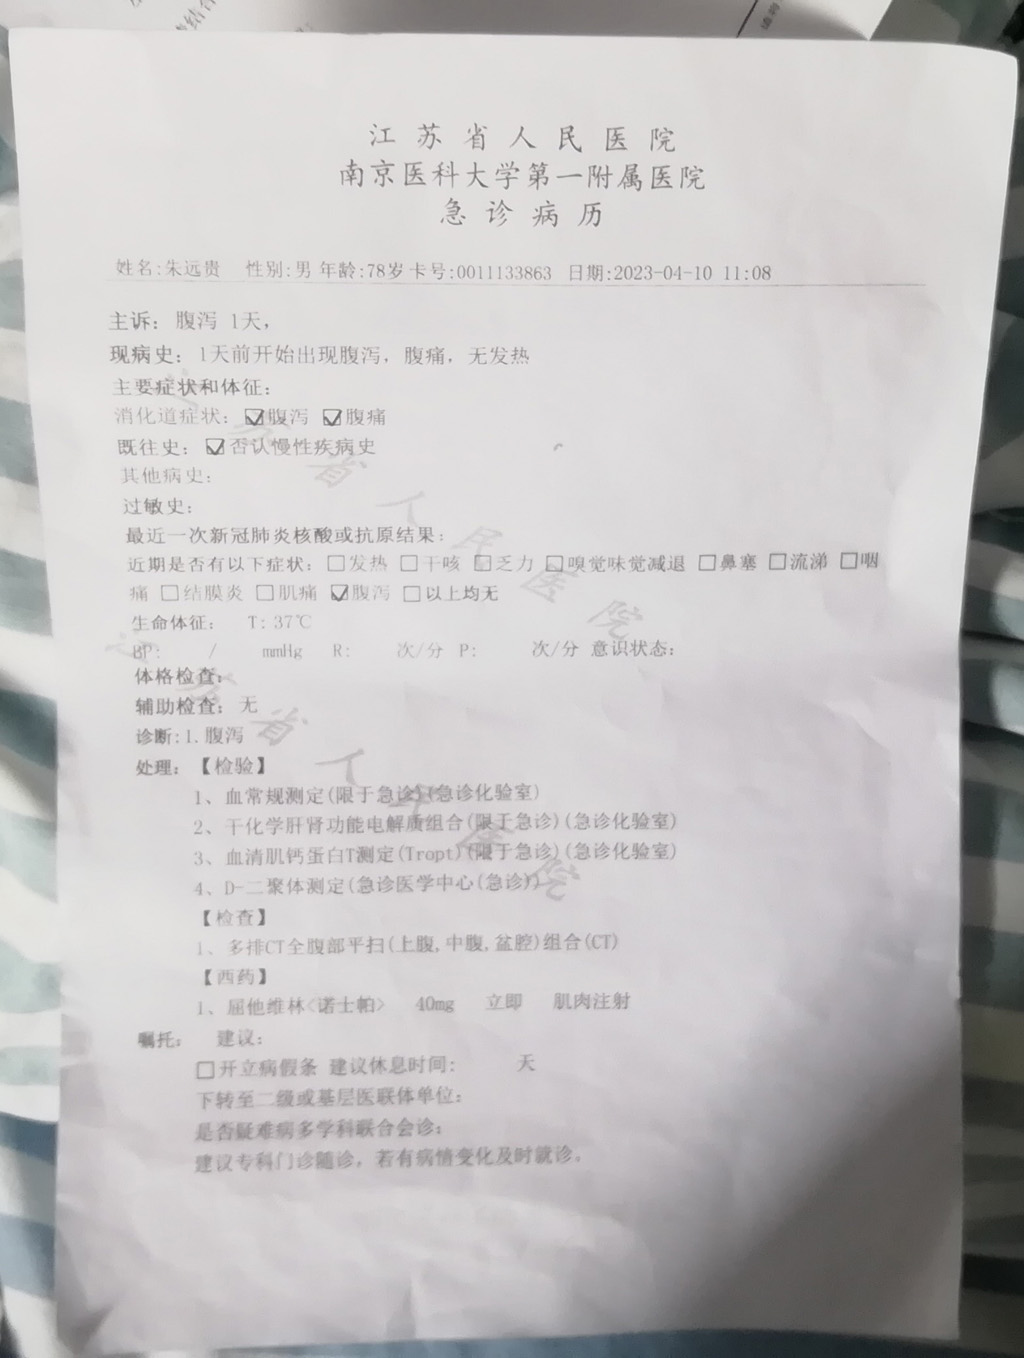 江苏省人民医院
南京医科大学第一附属医院
急诊病历
姓名:朱远贵 性别:男 年龄:78岁 卡号:0011133863 日期:2023-04-10 11:08
主诉: 腹泻 1天,
现病史: 1天前开始出现腹泻, 腹痛, 无发热
主要症状和体征:
消化道症状: ☑腹泻 ☑腹痛
既往史: ☑否认慢性疾病史
其他病史:
过敏史:
最近一次新冠肺炎核酸或抗原结果:
近期是否有以下症状: □发热 □干咳 □乏力 □嗅觉味觉减退 □鼻塞 □流涕 □咽
痛 □结膜炎 □肌痛 ☑腹泻 □以上均无
生命体征: T: 37℃
BP: / mmHg R: 次/分 P: 次/分 意识状态:
体格检查:
辅助检查: 无
诊断:1.腹泻
处理: 【检验】
1、血常规测定(限于急诊)(急诊化验室)
2、干化学肝肾功能电解质组合(限于急诊)(急诊化验室)
3、血清肌钙蛋白T测定(Tropt)(限于急诊)(急诊化验室)
4、D-二聚体测定(急诊医学中心(急诊))
【检查】
1、多排CT全腹部平扫(上腹,中腹,盆腔)组合(CT)
【西药】
1、屈他维林<诺士帕> 40mg 立即 肌肉注射
嘱托: 建议:
□开立病假条 建议休息时间: 天
下转至二级或基层医联体单位:
是否疑难病多学科联合会诊:
建议专科门诊随诊, 若有病情变化及时就诊。
江苏省人民医院
江苏省人民医院